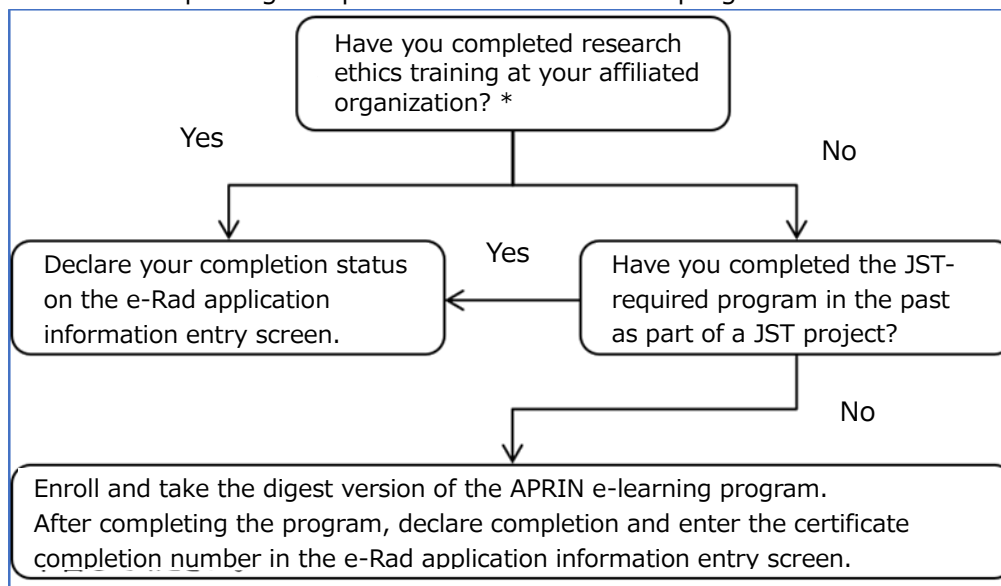 Have you completed research
ethics training at your affiliated
organization? *
Yes
No
Declare your completion status
on the e-Rad application
information entry screen.
Yes
Have you completed the JST-
required program in the past
as part of a JST project?
No
Enroll and take the digest version of the APRIN e-learning program.
After completing the program, declare completion and enter the certificate
completion number in the e-Rad application information entry screen.